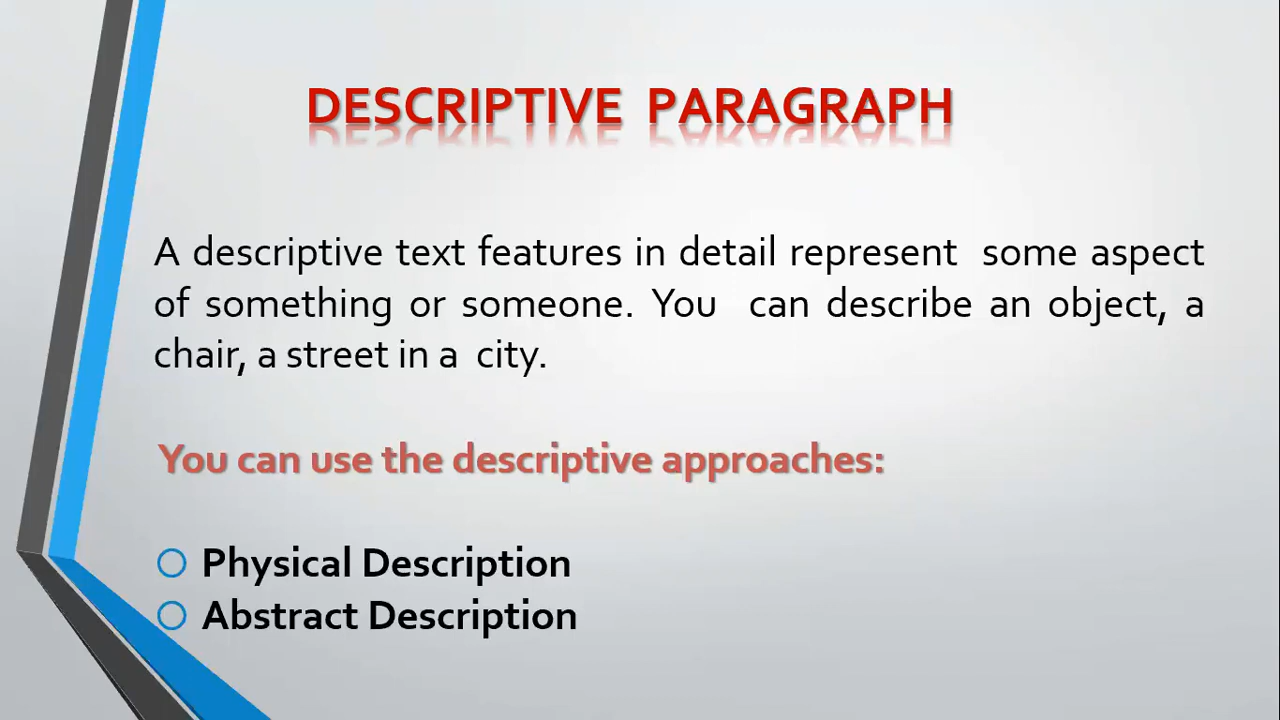 DESCRIPTIVE PARAGRAPH
A descriptive text features in detail represent some aspect
of something or someone. You can describe an object, a
chair, a street in a city.
You can use the descriptive approaches:
Physical Description
Abstract Description